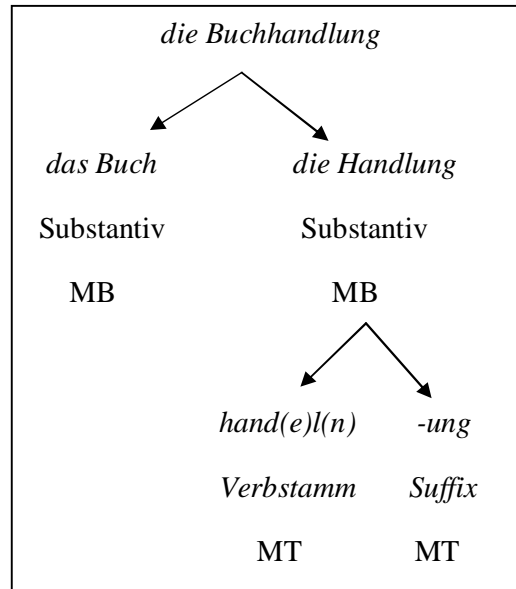 die Buchhandlung
das Buch die Handlung
Substantiv Substantiv
MB MB
hand(e)l(n) -ung
Verbstamm Suffix
MT MT